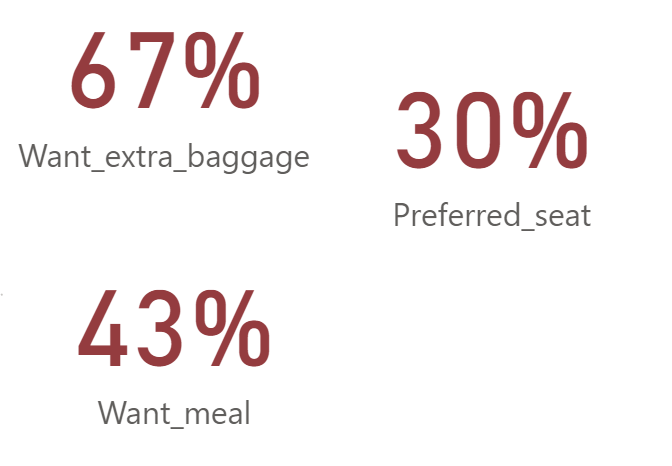 67%
Want_extra_baggage
30%
Preferred_seat
43%
Want_meal